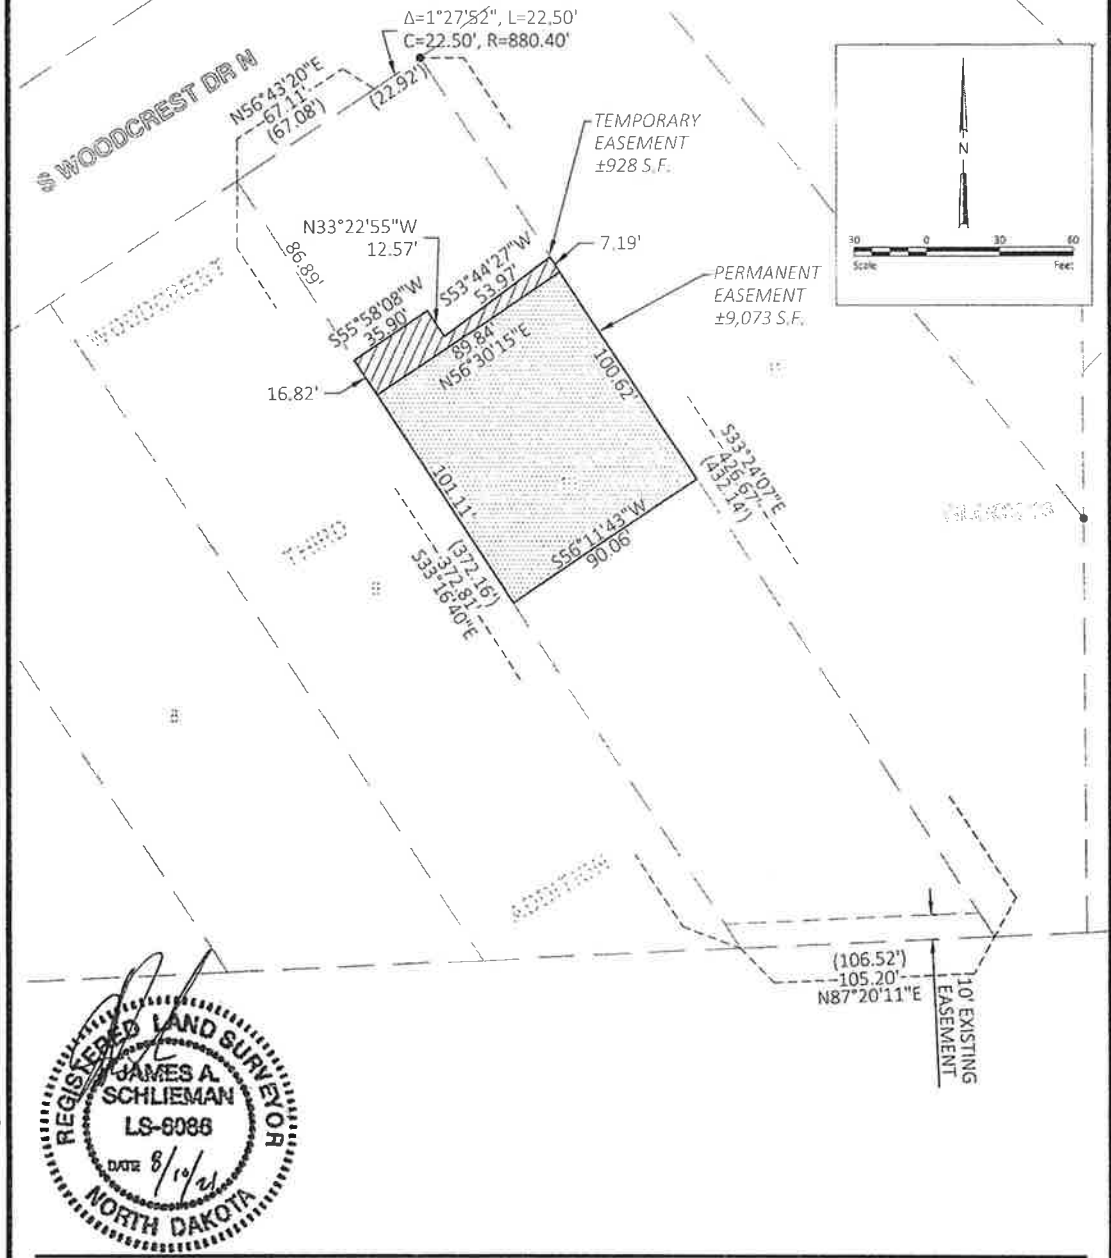 Δ=1°27'52", L=22.50'
C=22.50', R=880.40'
(22.92')
S WOODCREST DR N
N56°43'20"E
67.11'
(67.08')
TEMPORARY
EASEMENT
±928 S.F.
N
30 0 30 60
Scale Feet
N33°22'55"W
12.57'
7.19'
86.89'
S53°44'27"W
53.97'
WOODCREST
PERMANENT
EASEMENT
±9,073 S.F.
S55°58'08"W
35.90'
89.84'
N56°30'15"E
16.82'
100.62'
S33°24'07"E
426.67'
(432.14')
101.11'
THIRD
S56°11'43"W
90.06'
(372.16')
372.81'
S33°16'40"E
8
ADDITION
(106.52')
105.20'
N87°20'11"E
10' EXISTING
EASEMENT
REGISTERED LAND SURVEYOR
JAMES A.
SCHLIEMAN
LS-6086
DATE 8/10/21
NORTH DAKOTA